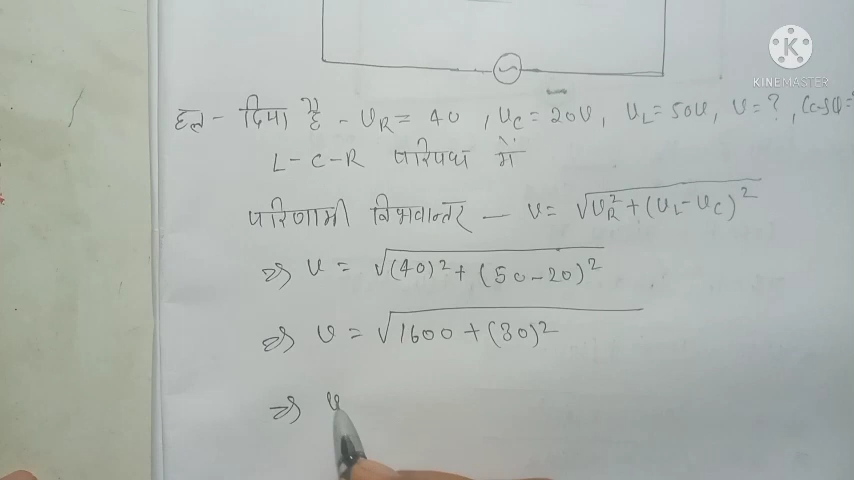 KINEMASTER
हल - दिया है - VR = 40, VC = 20V, VL = 50V, V = ?, Cosφ = ?
L - C - R परिपथ में
परिणामी विभवान्तर — V = √VR² + (VL - VC)²
⇒ V = √(40)² + (50 - 20)²
⇒ V = √1600 + (30)²
⇒ V